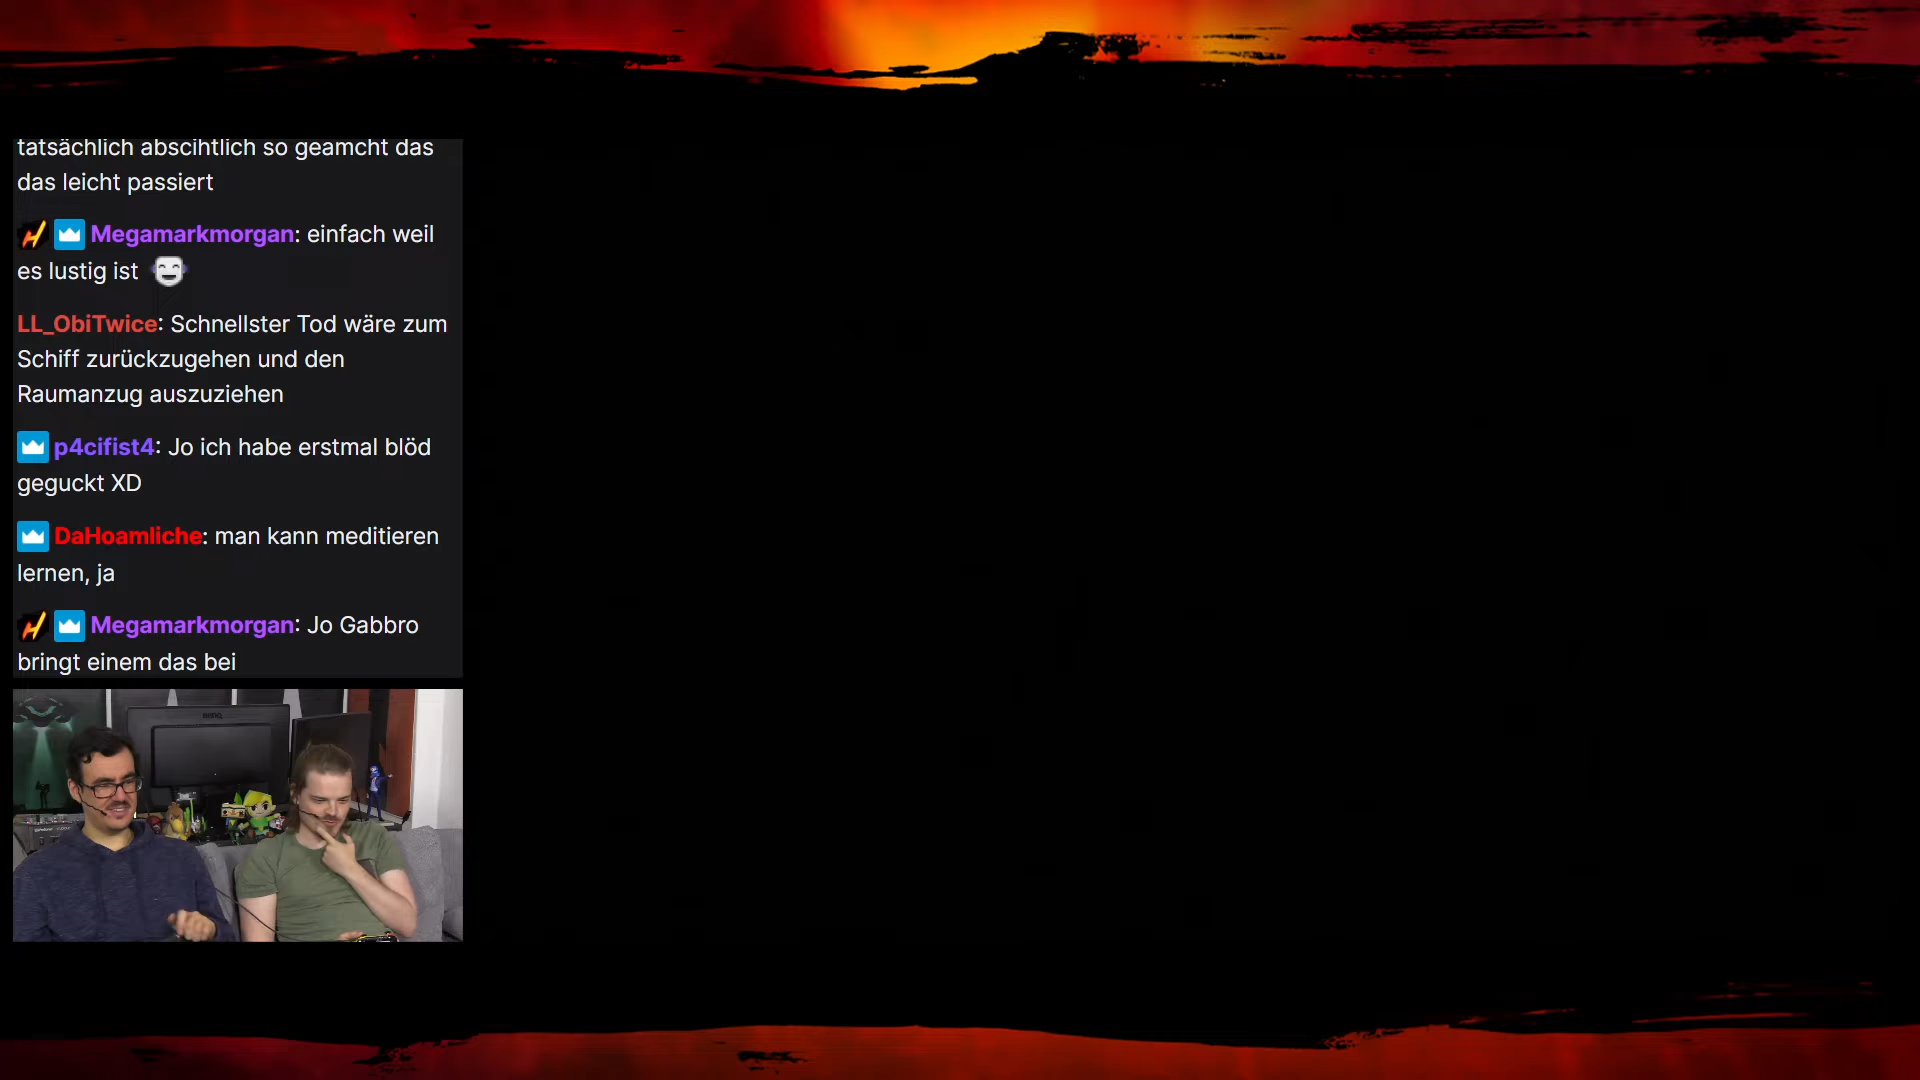 tatsächlich abscihtlich so geamcht das
das leicht passiert
Megamarkmorgan: einfach weil
es lustig ist
LL_ObiTwice: Schnellster Tod wäre zum
Schiff zurückzugehen und den
Raumanzug auszuziehen
p4cifist4: Jo ich habe erstmal blöd
geguckt XD
DaHoamliche: man kann meditieren
lernen, ja
Megamarkmorgan: Jo Gabbro
bringt einem das bei
BenQ